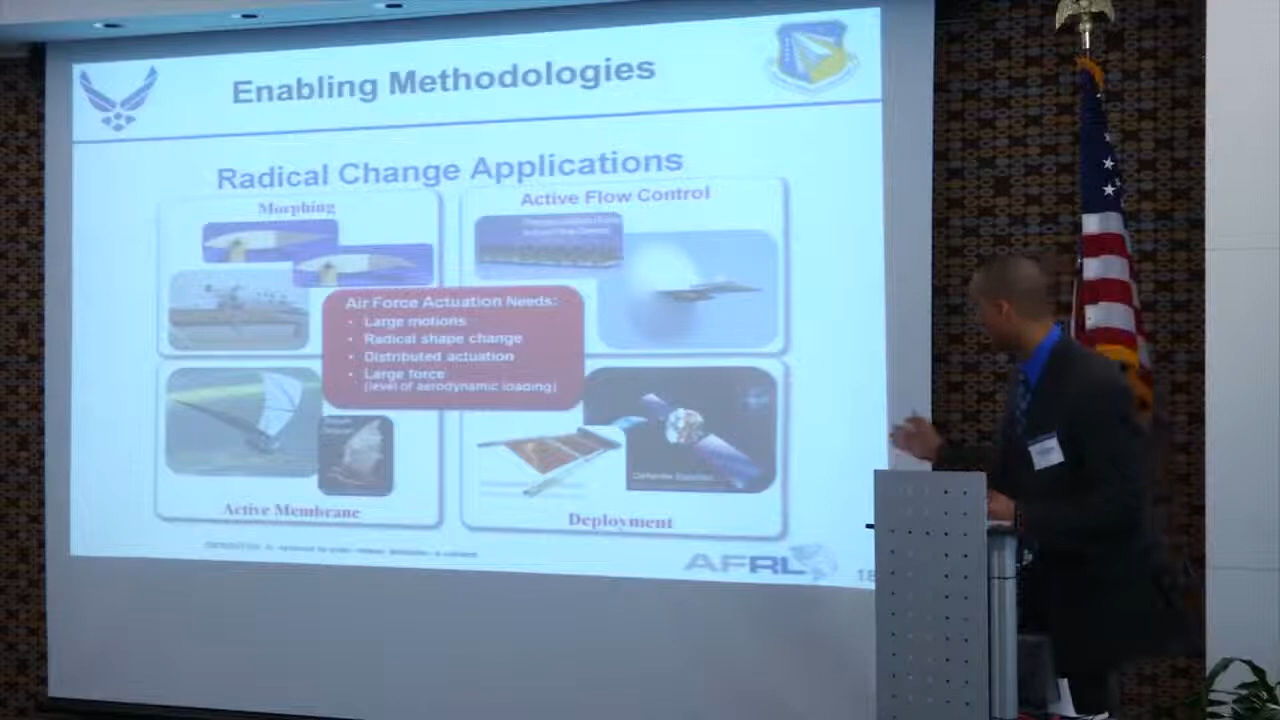 Enabling Methodologies
Radical Change Applications
Morphing
Active Flow Control
Air Force Actuation Needs:
• Large motions
• Radical shape change
• Distributed actuation
• Large force
(level of aerodynamic loading)
Active Membrane
Deployment
AFRL
18